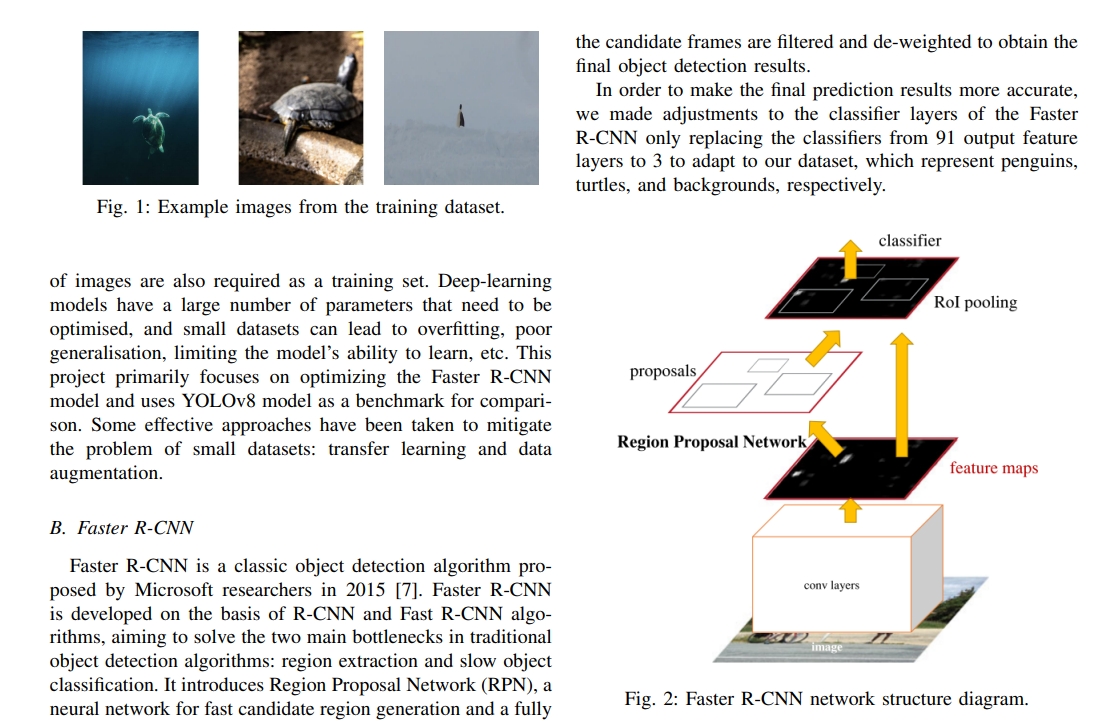 Fig. 1: Example images from the training dataset.
of images are also required as a training set. Deep-learning
models have a large number of parameters that need to be
optimised, and small datasets can lead to overfitting, poor
generalisation, limiting the model's ability to learn, etc. This
project primarily focuses on optimizing the Faster R-CNN
model and uses YOLOv8 model as a benchmark for compari-
son. Some effective approaches have been taken to mitigate
the problem of small datasets: transfer learning and data
augmentation.
B. Faster R-CNN
Faster R-CNN is a classic object detection algorithm pro-
posed by Microsoft researchers in 2015 [7]. Faster R-CNN
is developed on the basis of R-CNN and Fast R-CNN algo-
rithms, aiming to solve the two main bottlenecks in traditional
object detection algorithms: region extraction and slow object
classification. It introduces Region Proposal Network (RPN), a
neural network for fast candidate region generation and a fully
the candidate frames are filtered and de-weighted to obtain the
final object detection results.
In order to make the final prediction results more accurate,
we made adjustments to the classifier layers of the Faster
R-CNN only replacing the classifiers from 91 output feature
layers to 3 to adapt to our dataset, which represent penguins,
turtles, and backgrounds, respectively.
classifier
RoI pooling
proposals
Region Proposal Network
feature maps
conv layers
image
Fig. 2: Faster R-CNN network structure diagram.